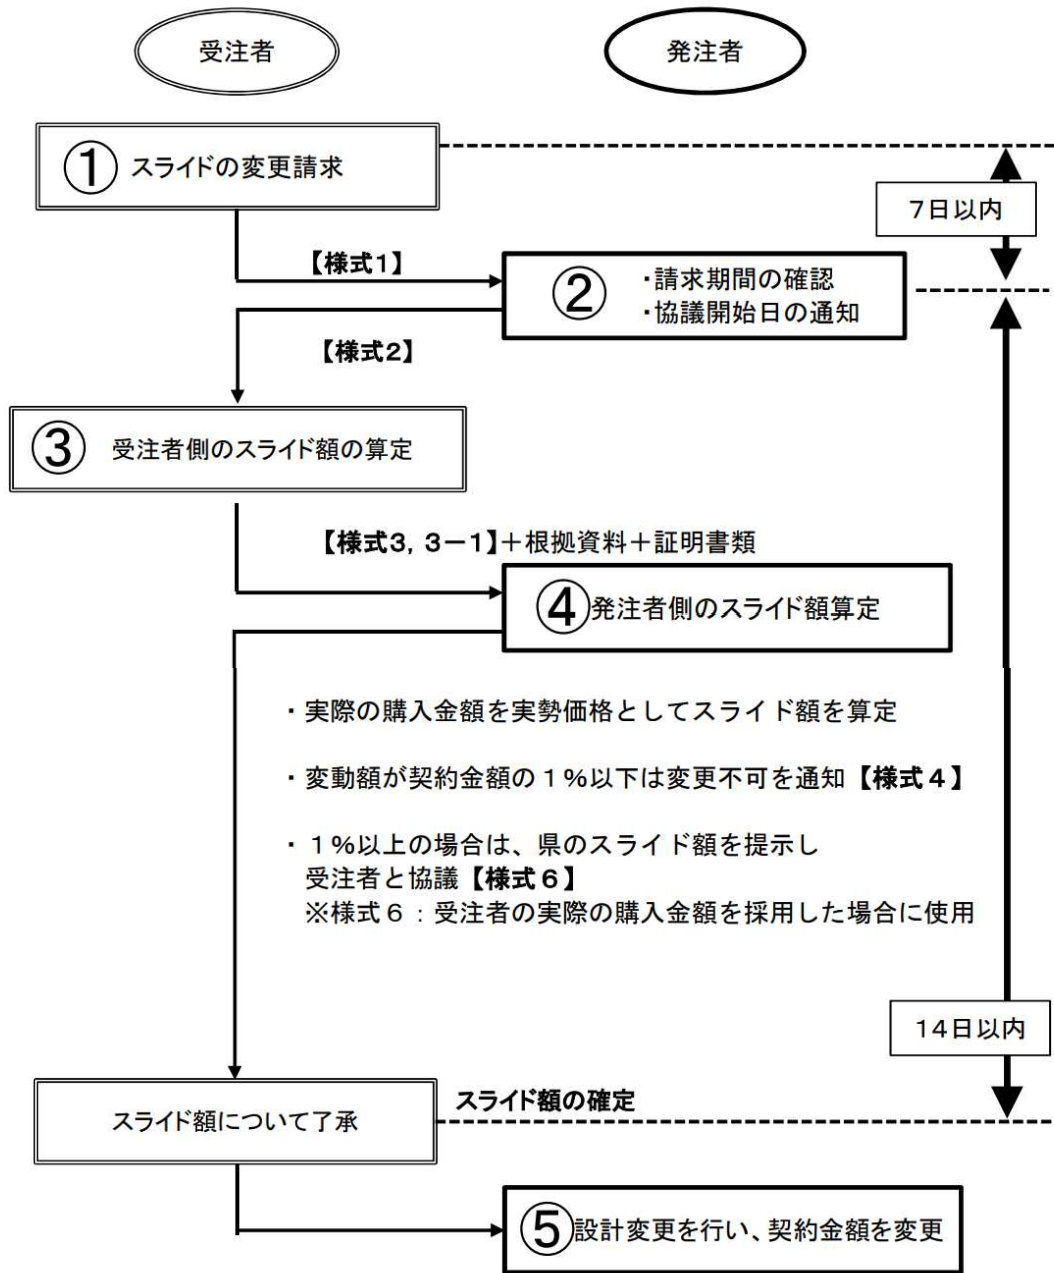 受注者
発注者
① スライドの変更請求
7日以内
【様式1】
② ・請求期間の確認
・協議開始日の通知
【様式2】
③ 受注者側のスライド額の算定
【様式3，3－1】＋根拠資料＋証明書類
④ 発注者側のスライド額算定
・実際の購入金額を実勢価格としてスライド額を算定
・変動額が契約金額の１％以下は変更不可を通知【様式４】
・１％以上の場合は、県のスライド額を提示し
受注者と協議【様式６】
※様式６：受注者の実際の購入金額を採用した場合に使用
14日以内
スライド額の確定
スライド額について了承
⑤ 設計変更を行い、契約金額を変更